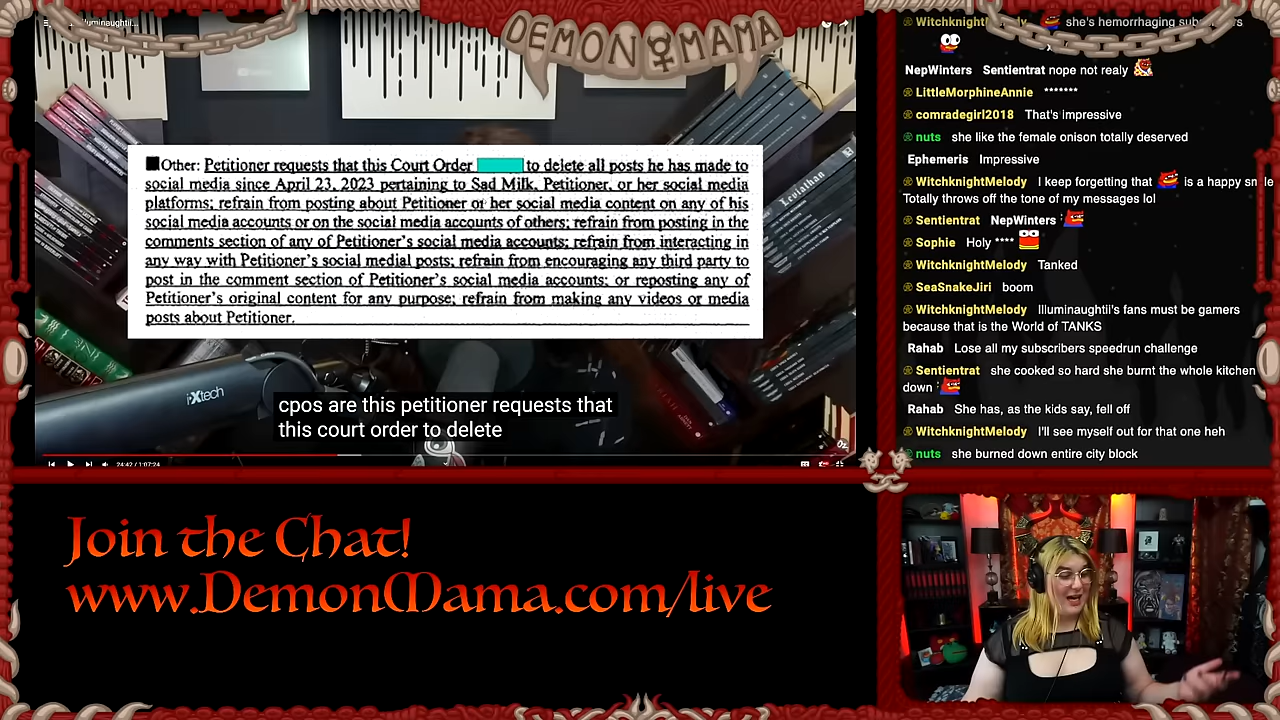 DEMON MAMA
■Other: Petitioner requests that this Court Order to delete all posts he has made to
social media since April 23, 2023 pertaining to Sad Milk, Petitioner, or her social media
platforms; refrain from posting about Petitioner or her social media content on any of his
social media accounts or on the social media accounts of others; refrain from posting in the
comments section of any of Petitioner's social media accounts; refrain from interacting in
any way with Petitioner's social medial posts; refrain from encouraging any third party to
post in the comment section of Petitioner's social media accounts; or reposting any of
Petitioner's original content for any purpose; refrain from making any videos or media
posts about Petitioner.
Leviathan
PXtech
cpos are this petitioner requests that
this court order to delete
24:42 / 1:07:24
WitchknightMelody she's hemorrhaging
NepWinters Sentientrat nope not realy
LittleMorphineAnnie *******
comradegirl2018 That's impressive
nuts she like the female onison totally deserved
Ephemeris Impressive
WitchknightMelody I keep forgetting that is a happy smile
Totally throws off the tone of my messages lol
Sentientrat NepWinters
Sophie Holy ****
WitchknightMelody Tanked
SeaSnakeJiri boom
WitchknightMelody Illuminaughtii's fans must be gamers
because that is the World of TANKS
Rahab Lose all my subscribers speedrun challenge
Sentientrat she cooked so hard she burnt the whole kitchen
down
Rahab She has, as the kids say, fell off
WitchknightMelody I'll see myself out for that one heh
nuts she burned down entire city block
Join the Chat!
www.DemonMama.com/live